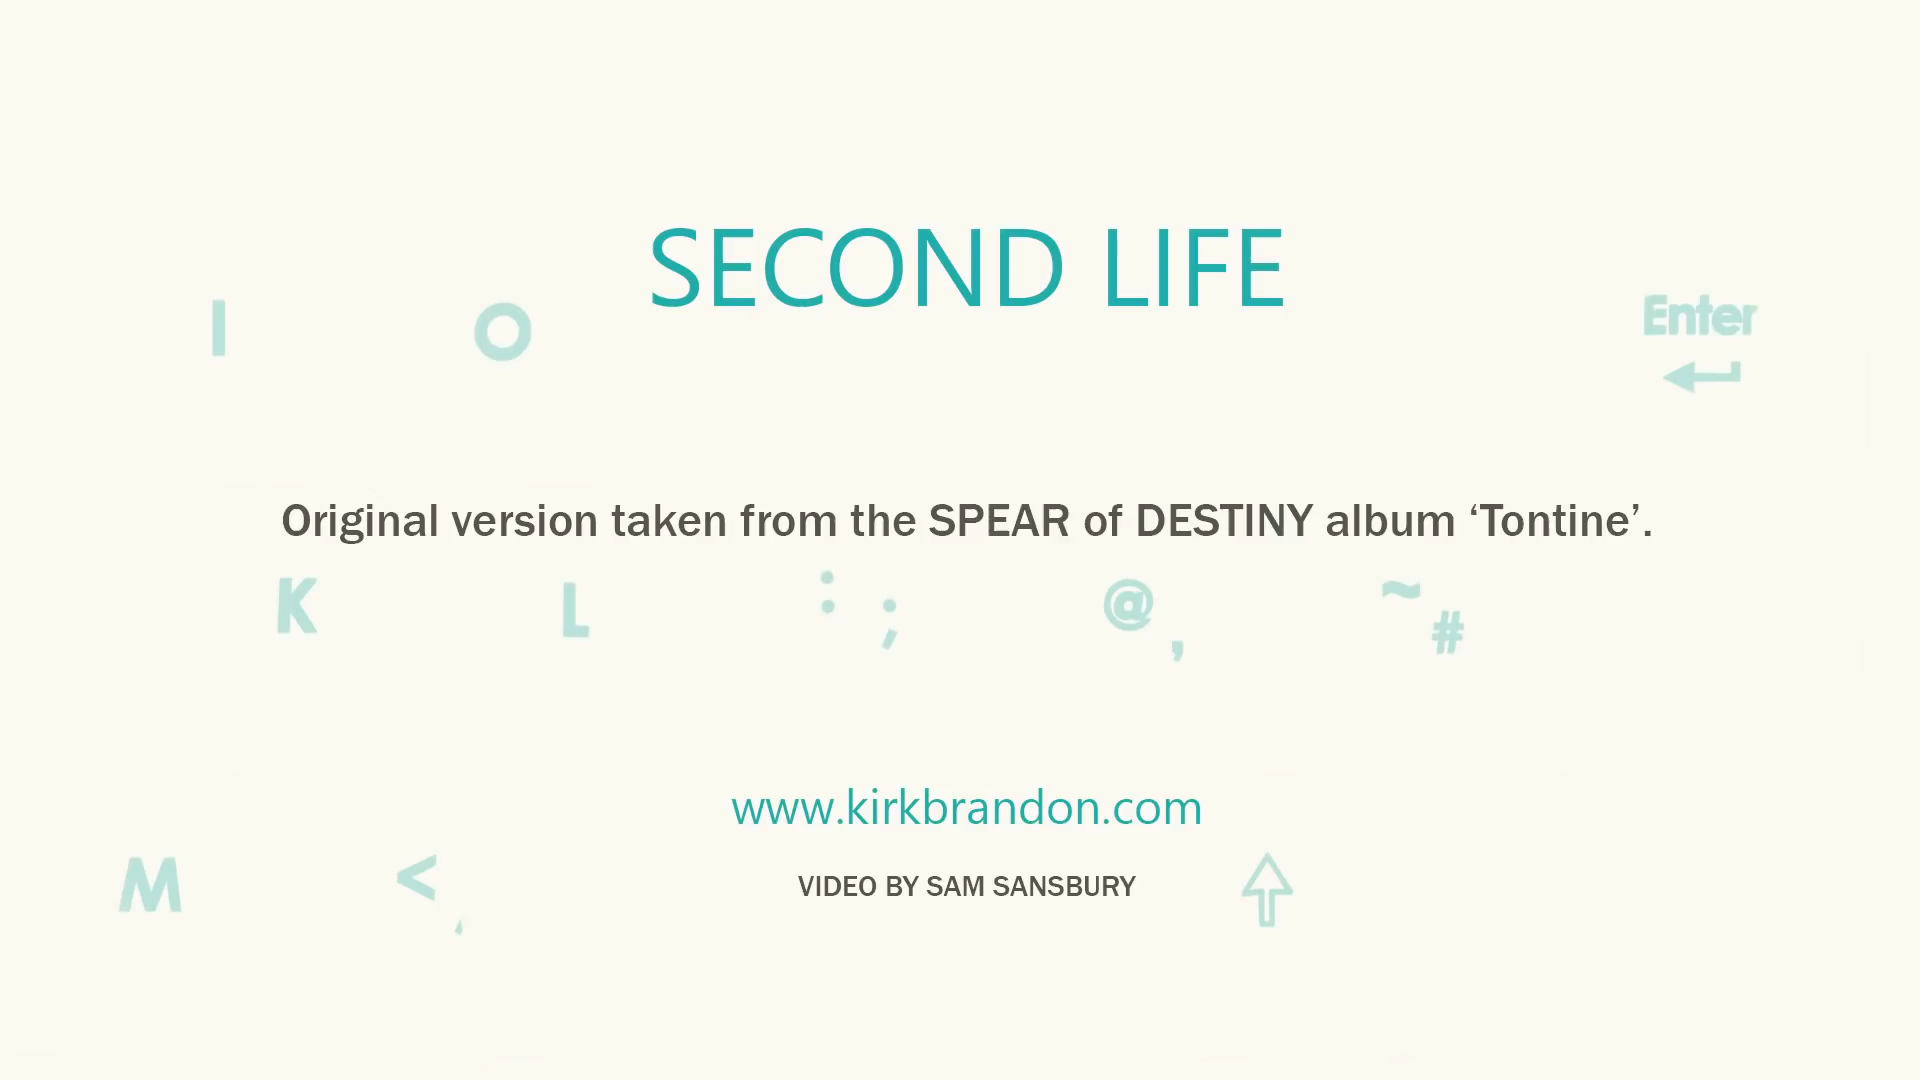 SECOND LIFE
I O Enter
Original version taken from the SPEAR of DESTINY album ‘Tontine’.
K L : ; @ , ~ #
www.kirkbrandon.com
M < ,
VIDEO BY SAM SANSBURY